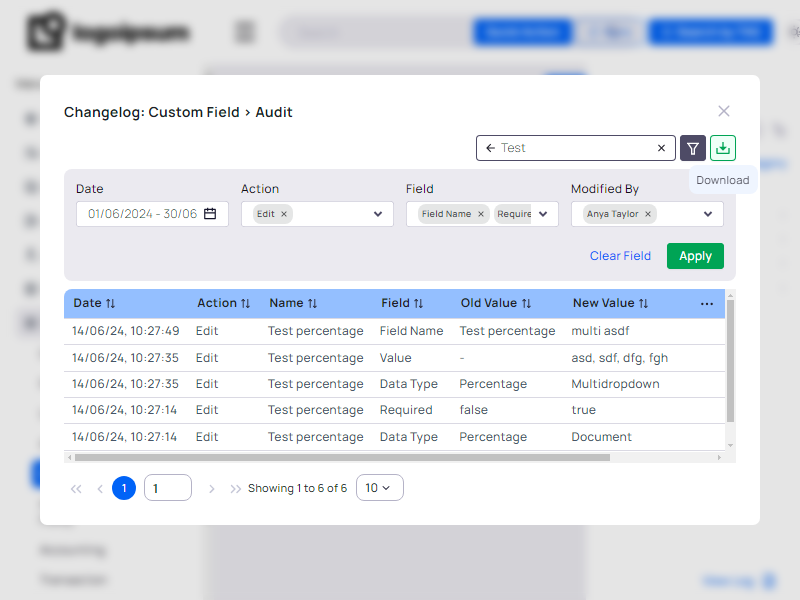 logoipsum
Changelog: Custom Field > Audit
Test
Download
Date Action Field Modified By
01/06/2024 - 30/06 Edit Field Name Require Anya Taylor
Clear Field Apply
Date Action Name Field Old Value New Value
14/06/24, 10:27:49 Edit Test percentage Field Name Test percentage multi asdf
14/06/24, 10:27:35 Edit Test percentage Value - asd, sdf, dfg, fgh
14/06/24, 10:27:35 Edit Test percentage Data Type Percentage Multidropdown
14/06/24, 10:27:14 Edit Test percentage Required false true
14/06/24, 10:27:14 Edit Test percentage Data Type Percentage Document
1 1 Showing 1 to 6 of 6 10
Accounting
Transaction